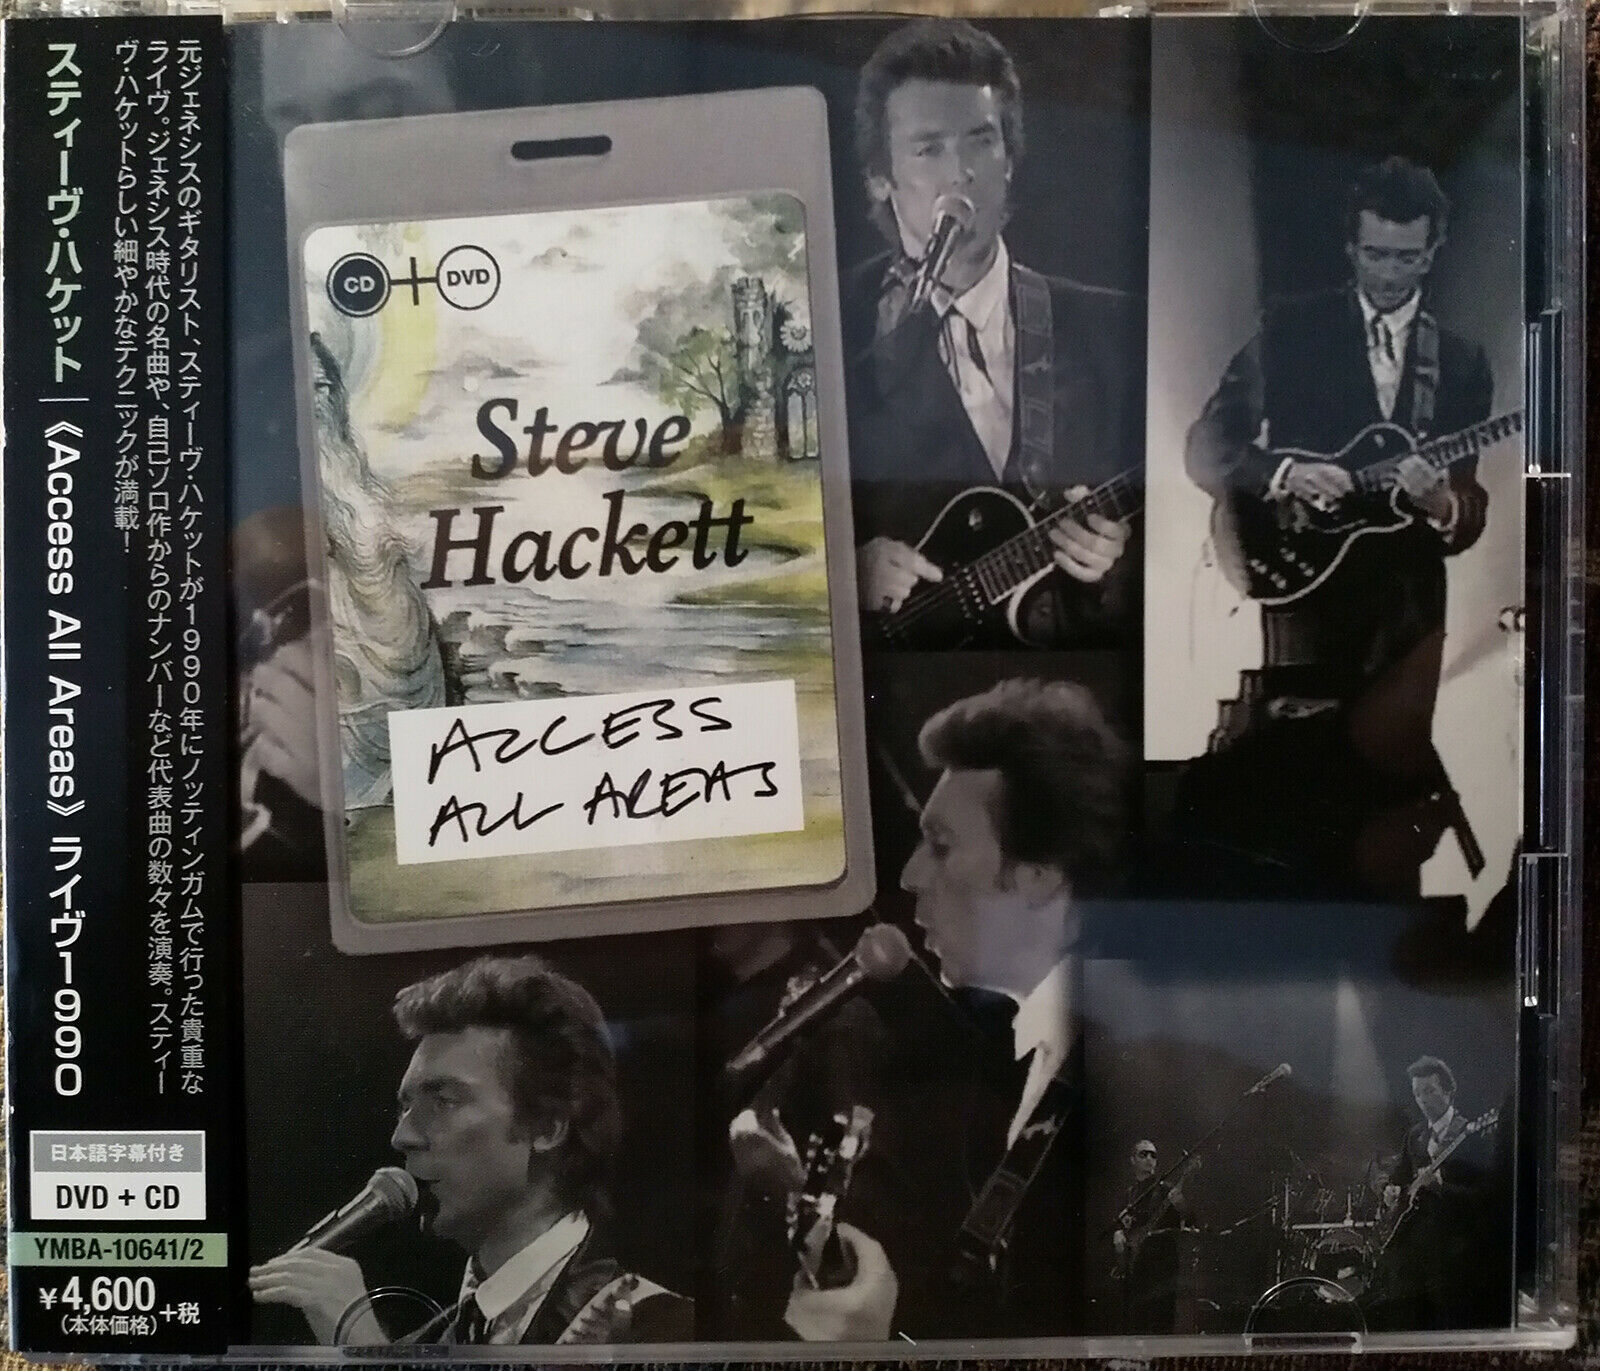 スティーヴ・ハケット|《Access All Areas》ライヴ1990
元ジェネシスのギタリスト、スティーヴ・ハケットが1990年にノッティンガムで行った貴重な
ライヴ。ジェネシス時代の名曲や、自己ソロ作からのナンバーなど代表曲の数々を演奏。スティー
ヴ・ハケットらしい細やかなテクニックが満載！
日本語字幕付き
DVD + CD
YMBA-10641/2
¥4,600+税
(本体価格)
CD+DVD
Steve
Hackett
ACCESS
ALL AREAS